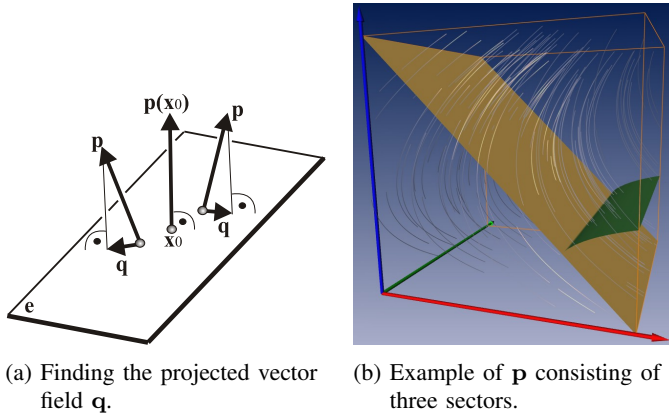 p(x0)
p
p
q
x0
q
e
(a) Finding the projected vector
field q.
(b) Example of p consisting of
three sectors.